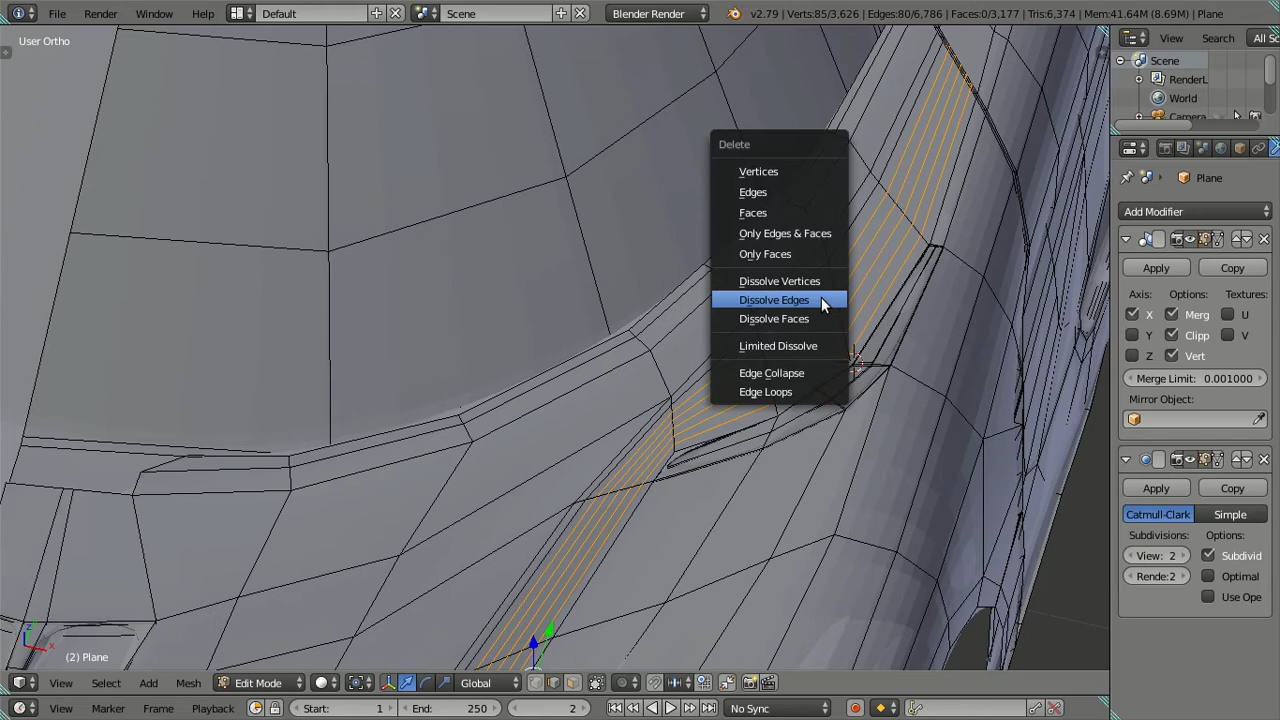 File Render Window Help Default Scene Blender Render v2.79 | Verts:85/3,626 | Edges:80/6,786 | Faces:0/3,177 | Tris:6,374 | Mem:41.64M (8.69M) | Plane
User Ortho
View Search All Sc
Scene
RenderL
World
Camera
Plane
Add Modifier
Apply Copy
Axis: Options: Textures:
X Merg U
Y Clipp V
Z Vert
Merge Limit: 0.001000
Mirror Object:
Apply Copy
Catmull-Clark Simple
Subdivisions: Options:
View: 2 Subdivid
Rende:2 Optimal
Use Ope
Delete
Vertices
Edges
Faces
Only Edges & Faces
Only Faces
Dissolve Vertices
Dissolve Edges
Dissolve Faces
Limited Dissolve
Edge Collapse
Edge Loops
z
x
(2) Plane
View Select Add Mesh Edit Mode Global
View Marker Frame Playback Start: 1 End: 250 2 No Sync